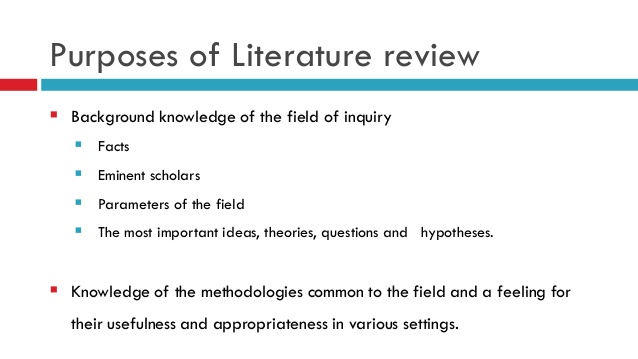 Purposes of Literature review
Background knowledge of the field of inquiry
Facts
Eminent scholars
Parameters of the field
The most important ideas, theories, questions and hypotheses.
Knowledge of the methodologies common to the field and a feeling for
their usefulness and appropriateness in various settings.